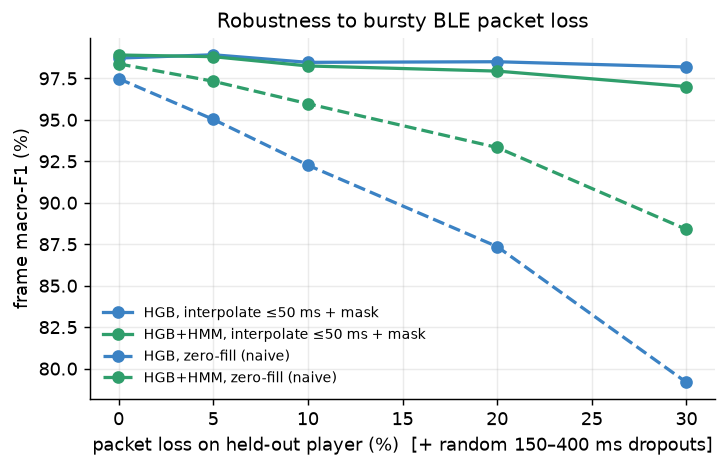 Robustness to bursty BLE packet loss
frame macro-F1 (%)
97.5
95.0
92.5
90.0
87.5
85.0
82.5
80.0
HGB, interpolate ≤50 ms + mask
HGB+HMM, interpolate ≤50 ms + mask
HGB, zero-fill (naive)
HGB+HMM, zero-fill (naive)
0 5 10 15 20 25 30
packet loss on held-out player (%) [+ random 150–400 ms dropouts]